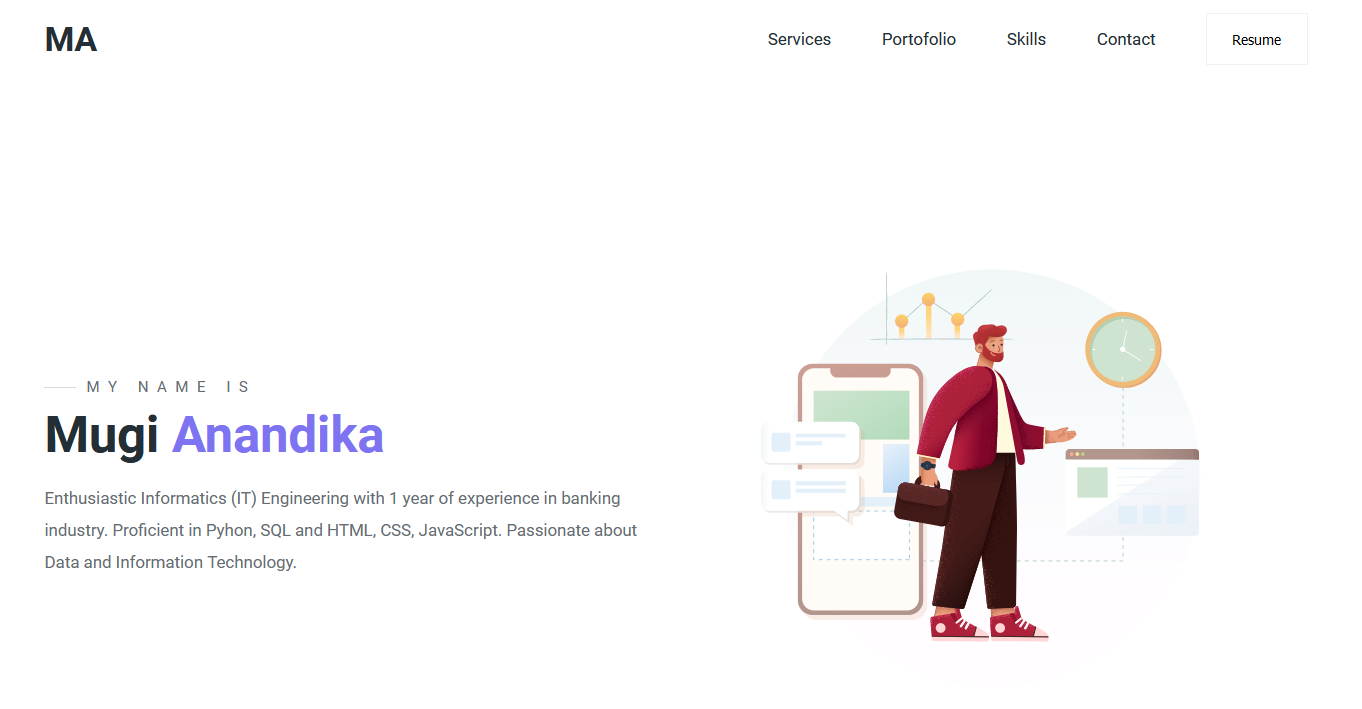 MA
Services
Portofolio
Skills
Contact
Resume
MY NAME IS
Mugi Anandika
Enthusiastic Informatics (IT) Engineering with 1 year of experience in banking
industry. Proficient in Pyhon, SQL and HTML, CSS, JavaScript. Passionate about
Data and Information Technology.